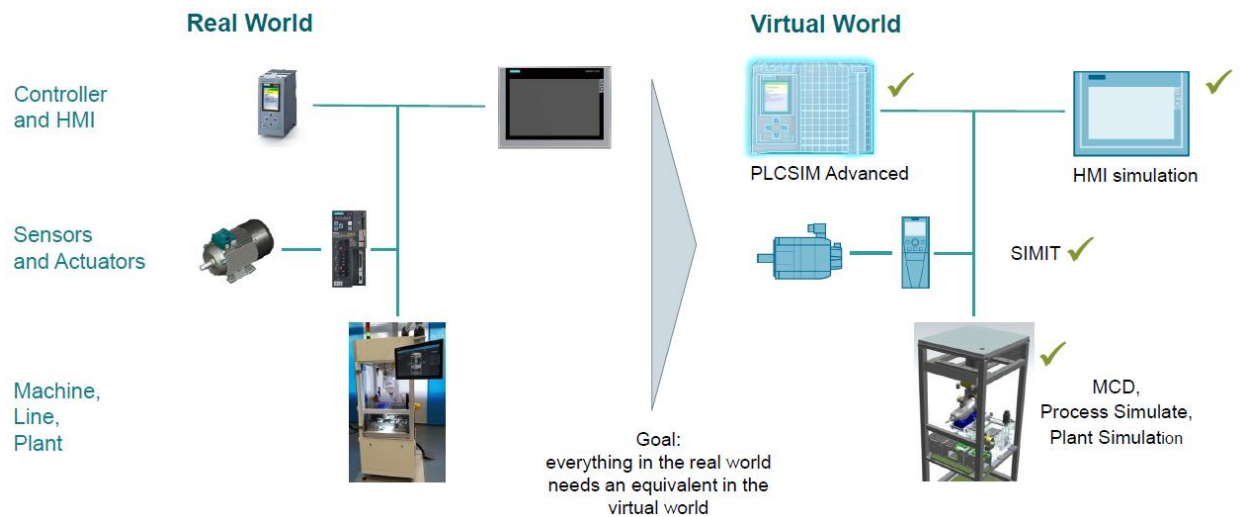 Real World
Virtual World
Controller
and HMI
PLCSIM Advanced
HMI simulation
Sensors
and Actuators
SIMIT
Machine,
Line,
Plant
MCD,
Process Simulate,
Plant Simulation
Goal:
everything in the real world
needs an equivalent in the
virtual world